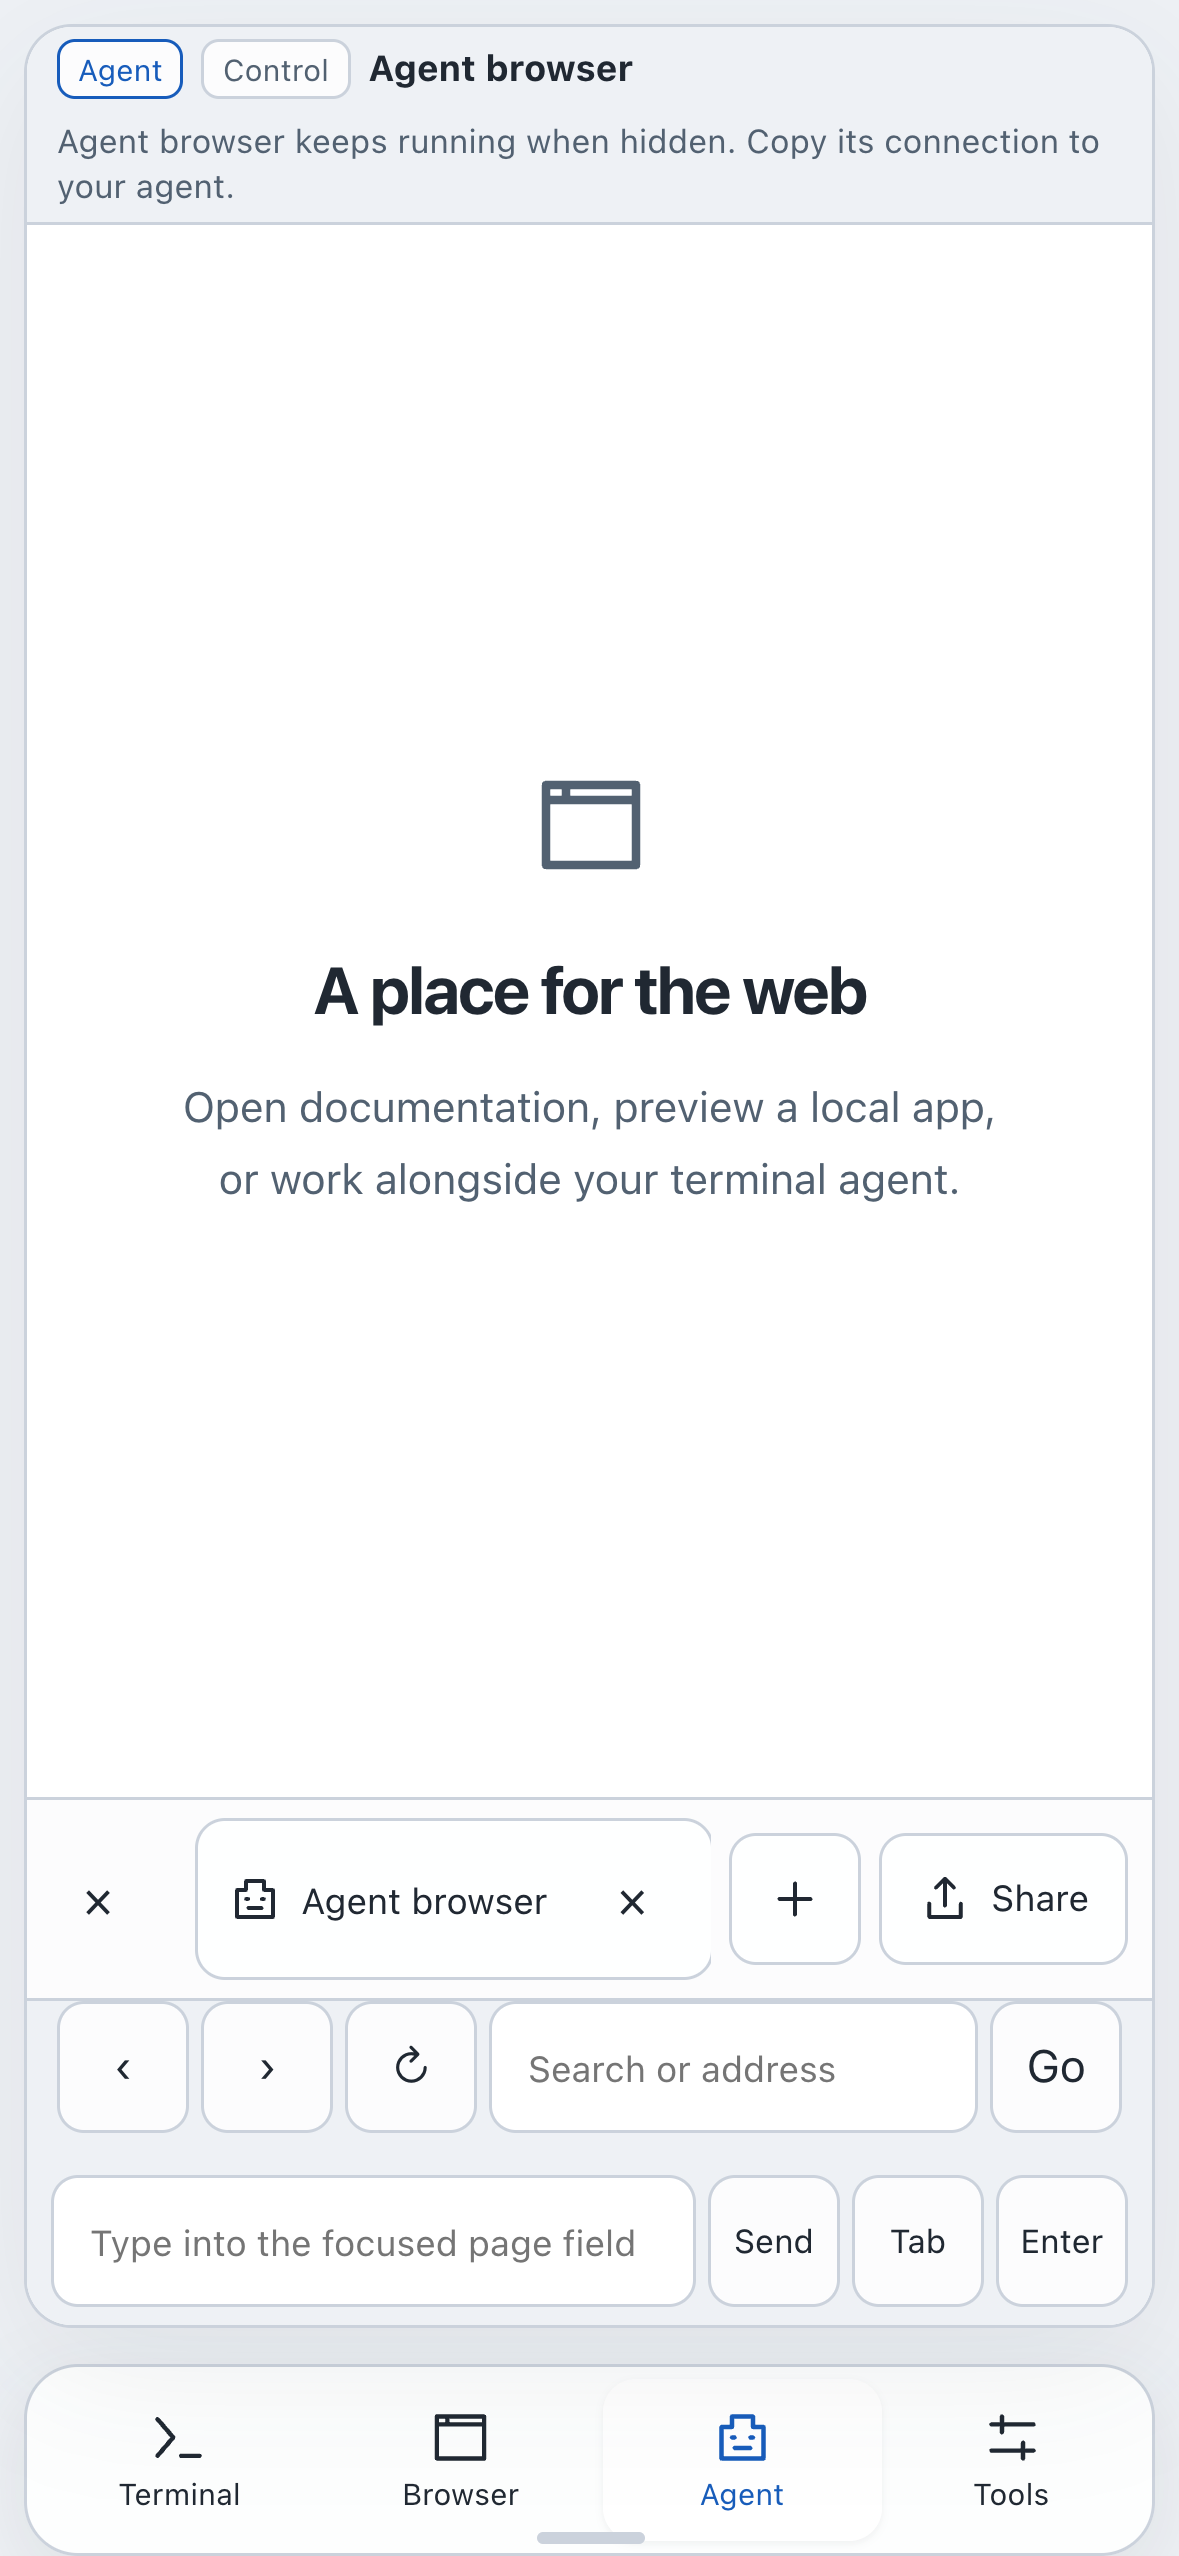 Agent Control Agent browser
Agent browser keeps running when hidden. Copy its connection to
your agent.
A place for the web
Open documentation, preview a local app,
or work alongside your terminal agent.
× Agent browser × + Share
‹ › ↻ Search or address Go
Type into the focused page field Send Tab Enter
Terminal Browser Agent Tools